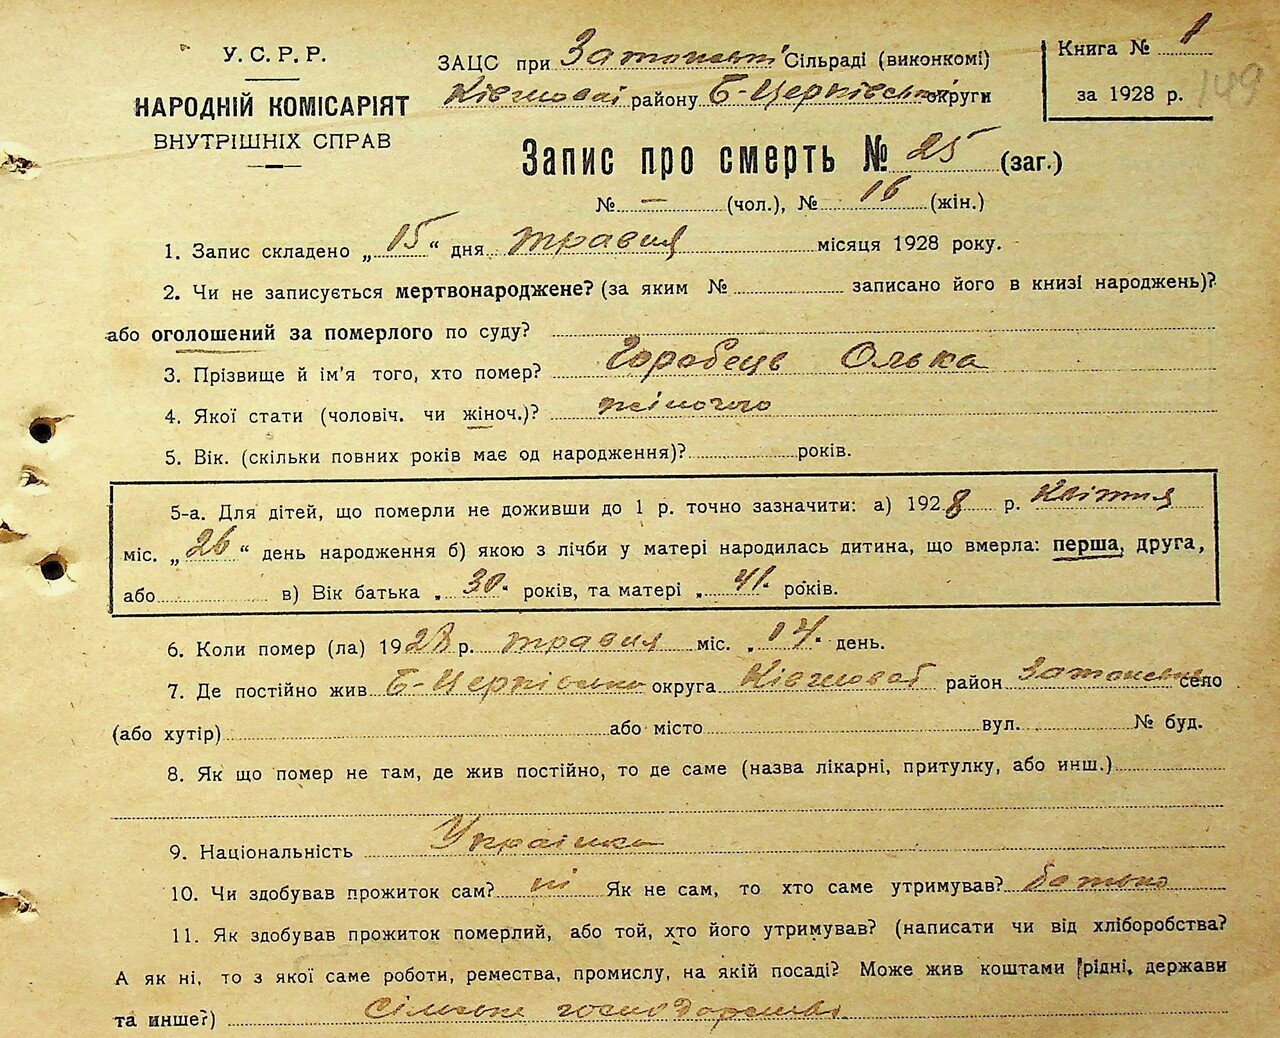 У.С.Р.Р.
НАРОДНІЙ КОМІСАРІЯТ
ВНУТРІШНІХ СПРАВ
ЗАЦС при Затонські Сільраді (виконкомі)
району Б-Церківської округи
Книга № 1
за 1928 р. 149
Запис про смерть № 25 (заг.)
№ — (чол.), № 16 (жін.)
1. Запис складено „15“ дня травня місяця 1928 року.
2. Чи не записується мертвонароджене? (за яким № записано його в книзі народжень)?
або оголошений за померлого по суду?
3. Прізвище й ім'я того, хто помер? Горобець Олька
4. Якої стати (чоловіч. чи жіноч.)? жіночого
5. Вік. (скільки повних років має од народження)? років.
5-а. Для дітей, що померли не доживши до 1 р. точно зазначити: а) 1928 р. Квітня
міс. „26“ день народження б) якою з лічби у матері народилась дитина, що вмерла: перша, друга,
або в) Вік батька „30“ років, та матері „41“ років.
6. Коли помер (ла) 1928 р. травня міс. „14“ день.
7. Де постійно жив Б-Церківська округа район село
(або хутір) або місто вул. № буд.
8. Як що помер не там, де жив постійно, то де саме (назва лікарні, притулку, або инш.)
9. Національність Українка
10. Чи здобував прожиток сам? ні Як не сам, то хто саме утримував? батько
11. Як здобував прожиток померлий, або той, хто його утримував? (написати чи від хліборобства?
А як ні, то з якої саме роботи, ремества, промислу, на якій посаді? Може жив коштами рідні, держави
та инше?) Сільське господарстві